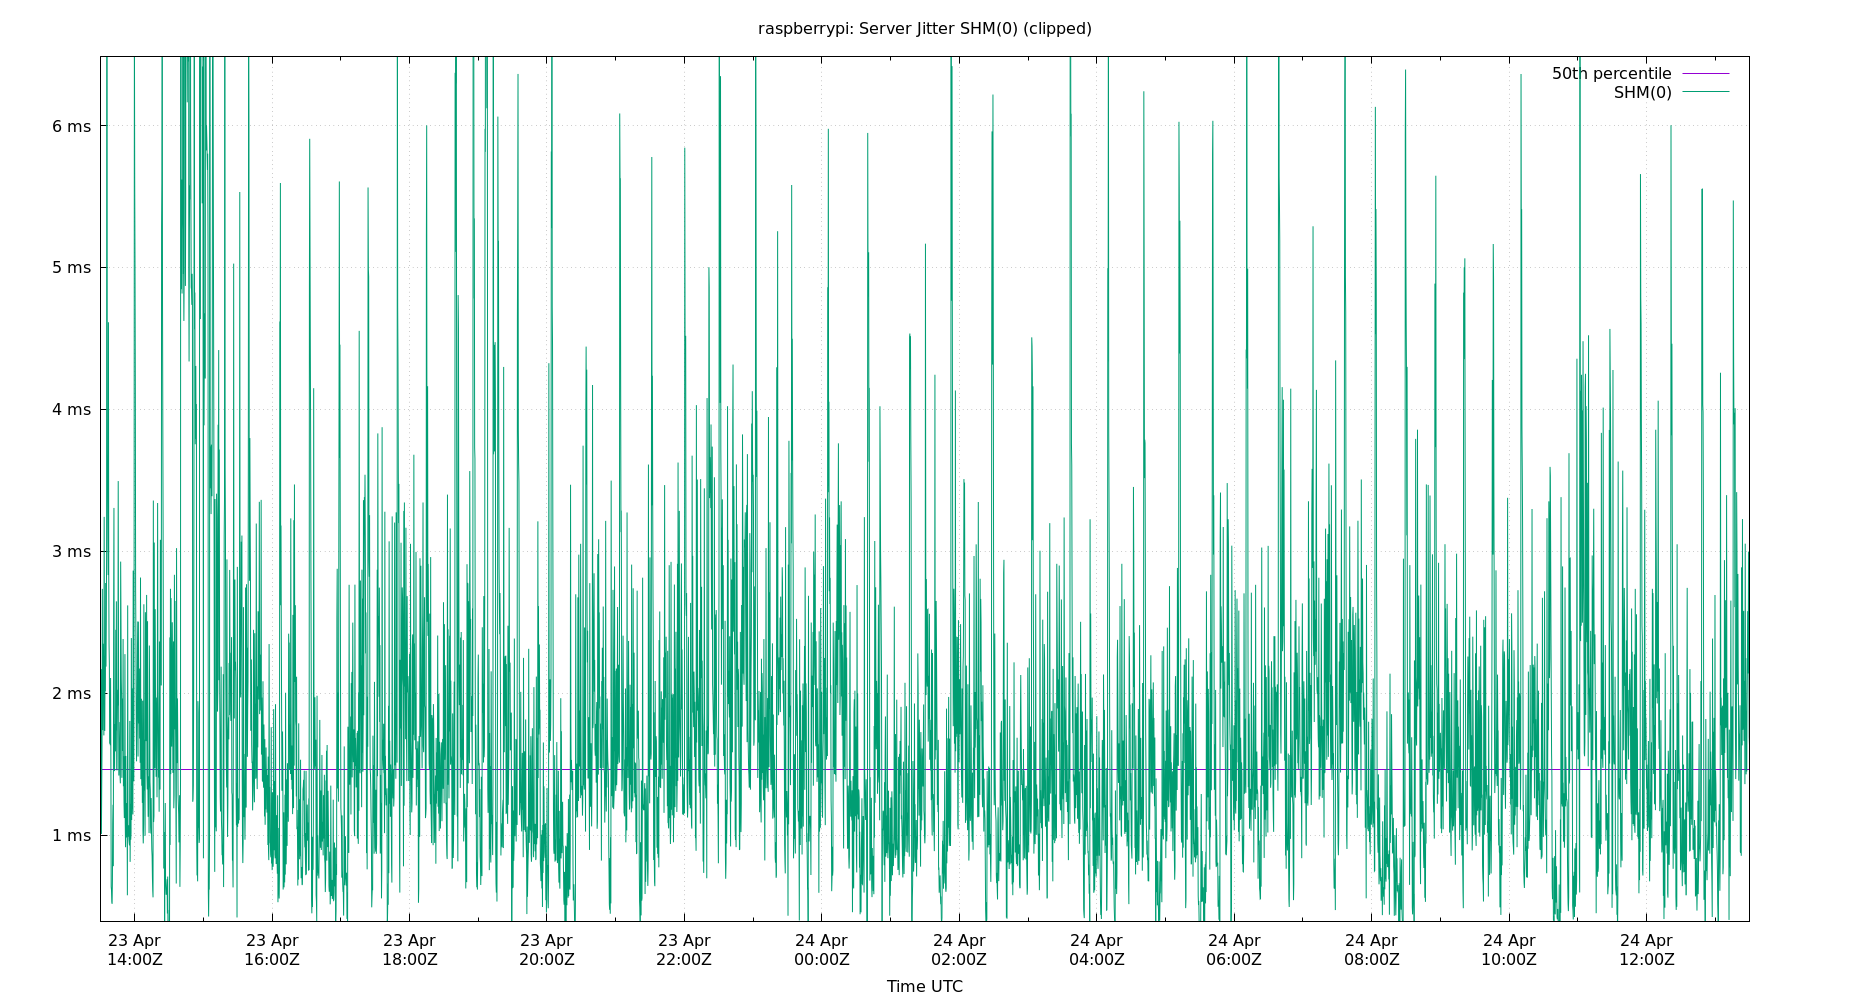 raspberrypi: Server Jitter SHM(0) (clipped)
50th percentile
SHM(0)
6 ms
5 ms
4 ms
3 ms
2 ms
1 ms
23 Apr 23 Apr 23 Apr 23 Apr 23 Apr 24 Apr 24 Apr 24 Apr 24 Apr 24 Apr 24 Apr 24 Apr
14:00Z 16:00Z 18:00Z 20:00Z 22:00Z 00:00Z 02:00Z 04:00Z 06:00Z 08:00Z 10:00Z 12:00Z
Time UTC